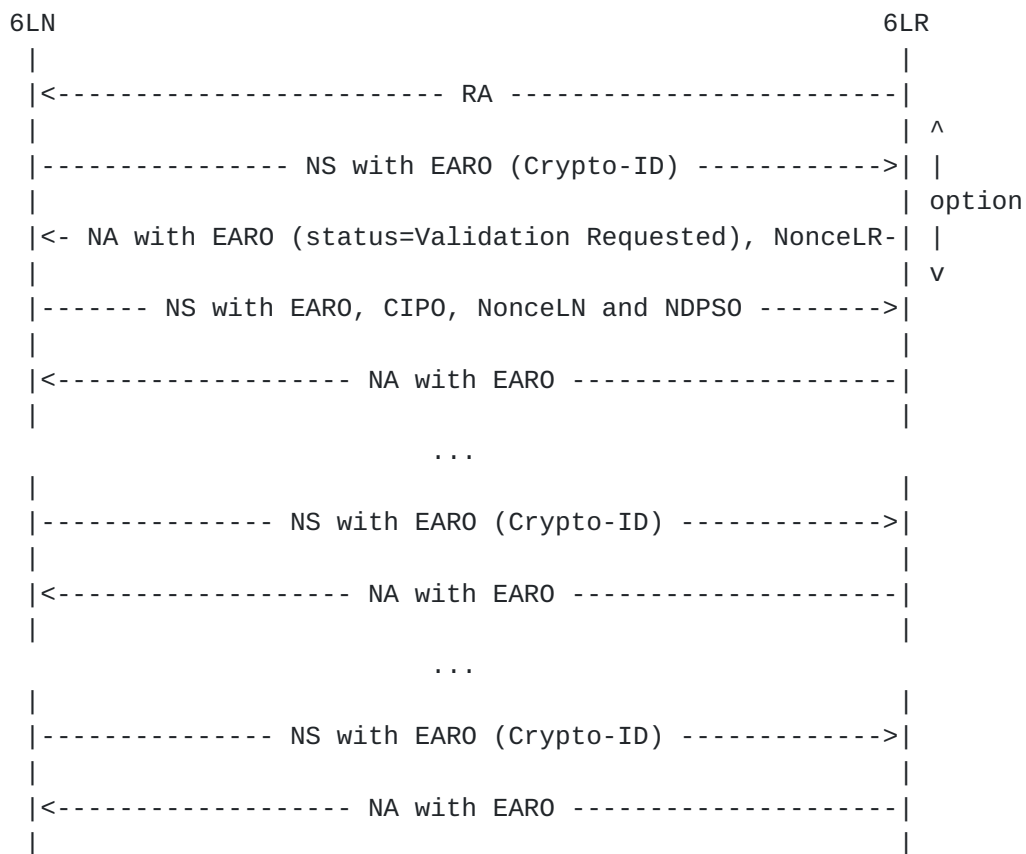 6LN                                                     6LR
 |                                                       |
 |<------------------------- RA -------------------------|
 |                                                       | ^
 |---------------- NS with EARO (Crypto-ID) ------------>| |
 |                                                       | option
 |<- NA with EARO (status=Validation Requested), NonceLR-| |
 |                                                       | v
 |------- NS with EARO, CIPO, NonceLN and NDPSO -------->|
 |                                                       |
 |<------------------- NA with EARO ---------------------|
 |                                                       |
                           ...
 |                                                       |
 |--------------- NS with EARO (Crypto-ID) ------------->|
 |                                                       |
 |<------------------- NA with EARO ---------------------|
 |                                                       |
                           ...
 |                                                       |
 |--------------- NS with EARO (Crypto-ID) ------------->|
 |                                                       |
 |<------------------- NA with EARO ---------------------|
 |                                                       |